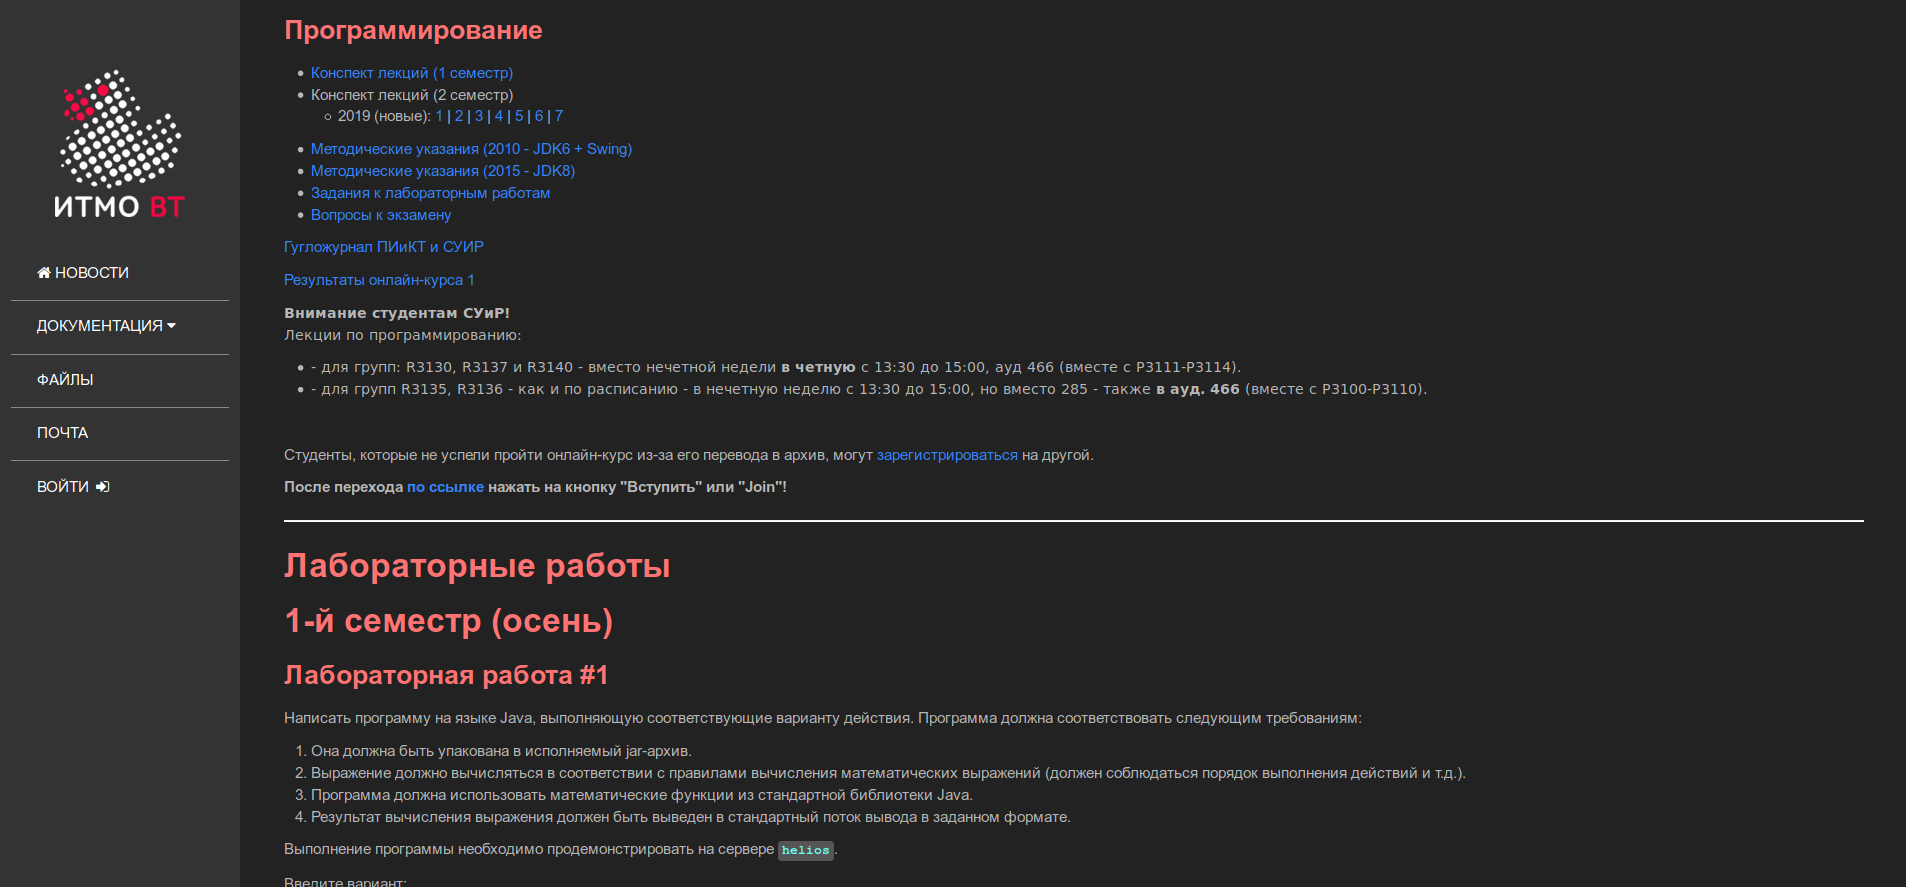 ИТМО ВТ
НОВОСТИ
ДОКУМЕНТАЦИЯ
ФАЙЛЫ
ПОЧТА
ВОЙТИ
Программирование
Конспект лекций (1 семестр)
Конспект лекций (2 семестр)
2019 (новые): 1 | 2 | 3 | 4 | 5 | 6 | 7
Методические указания (2010 - JDK6 + Swing)
Методические указания (2015 - JDK8)
Задания к лабораторным работам
Вопросы к экзамену
Гугложурнал ПИиКТ и СУИР
Результаты онлайн-курса 1
Внимание студентам СУиР!
Лекции по программированию:
- для групп: R3130, R3137 и R3140 - вместо нечетной недели в четную с 13:30 до 15:00, ауд 466 (вместе с P3111-P3114).
- для групп R3135, R3136 - как и по расписанию - в нечетную неделю с 13:30 до 15:00, но вместо 285 - также в ауд. 466 (вместе с P3100-P3110).
Студенты, которые не успели пройти онлайн-курс из-за его перевода в архив, могут зарегистрироваться на другой.
После перехода по ссылке нажать на кнопку "Вступить" или "Join"!
Лабораторные работы
1-й семестр (осень)
Лабораторная работа #1
Написать программу на языке Java, выполняющую соответствующие варианту действия. Программа должна соответствовать следующим требованиям:
1. Она должна быть упакована в исполняемый jar-архив.
2. Выражение должно вычисляться в соответствии с правилами вычисления математических выражений (должен соблюдаться порядок выполнения действий и т.д.).
3. Программа должна использовать математические функции из стандартной библиотеки Java.
4. Результат вычисления выражения должен быть выведен в стандартный поток вывода в заданном формате.
Выполнение программы необходимо продемонстрировать на сервере helios.
Введите вариант: